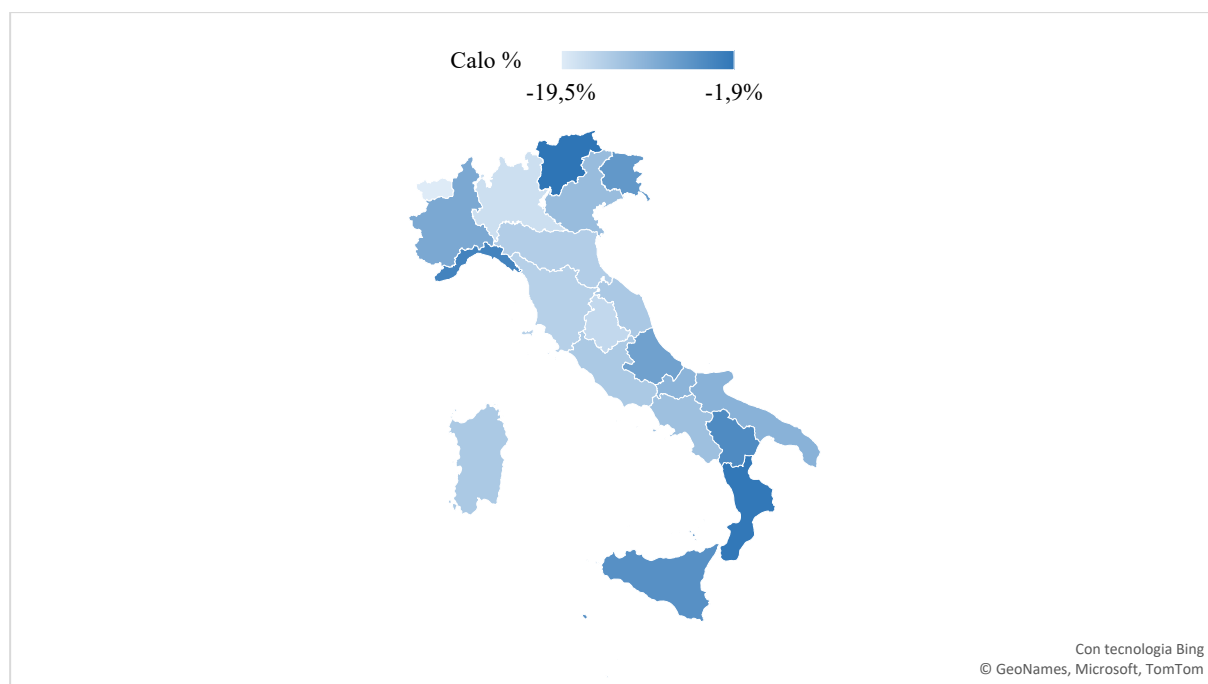 Calo %
-19,5% -1,9%
Con tecnologia Bing
© GeoNames, Microsoft, TomTom